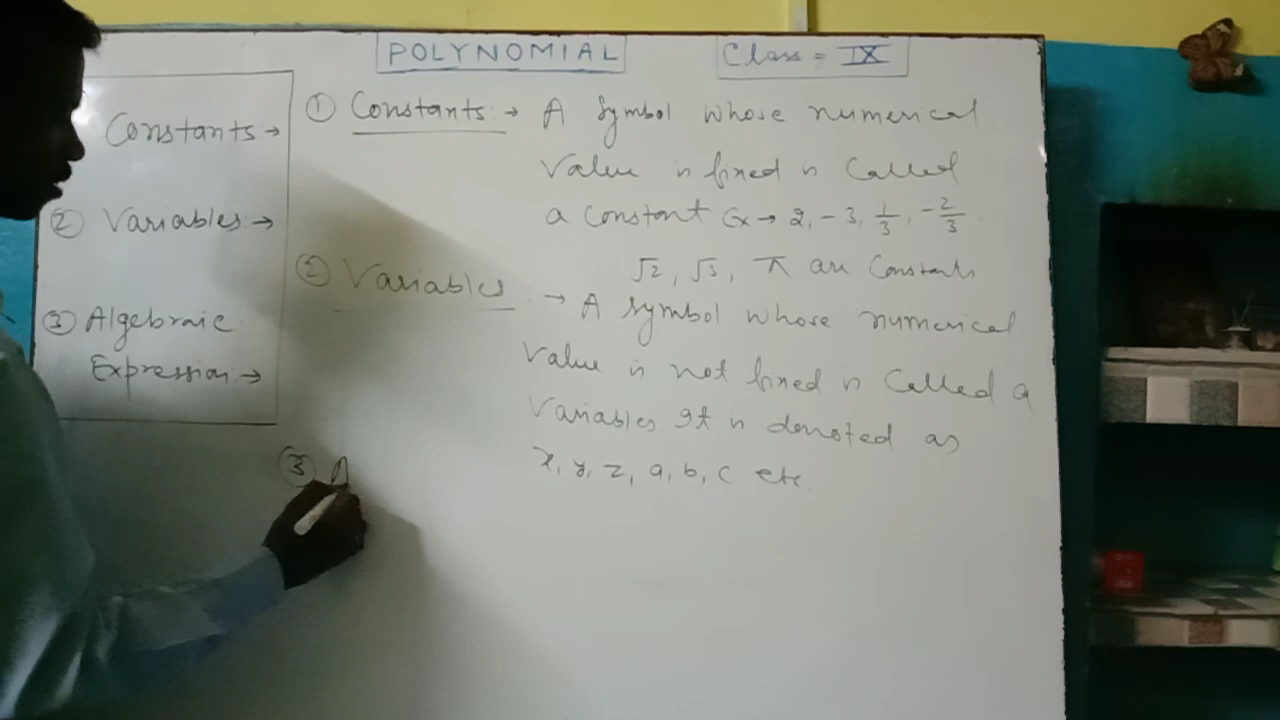 POLYNOMIAL
Class = IX
Constants →
② Variables →
③ Algebraic
Expression →
① Constants → A Symbol whose numerical
Value is fixed is Called
a constant Ex → 2, -3, 1/3, -2/3
√2, √3, π are Constants
② Variables → A symbol whose numerical
Value is not fixed is Called a
Variables. It is denoted as
x, y, z, a, b, c etc.
③ A